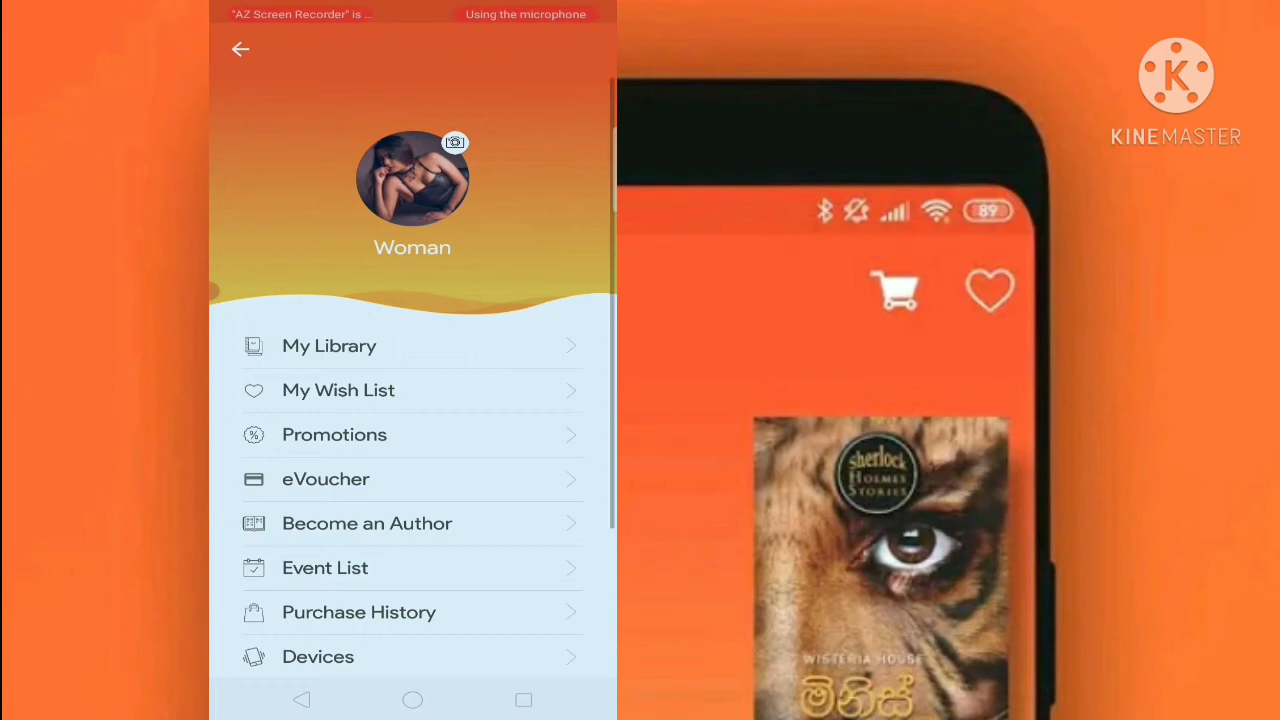 "AZ Screen Recorder" is ...
Using the microphone
K
KINEMASTER
Woman
89
My Library
My Wish List
Promotions
eVoucher
Become an Author
Event List
Purchase History
Devices
Sherlock
HOLMES
STORIES
WISTERIA HOUSE
මිනිස්